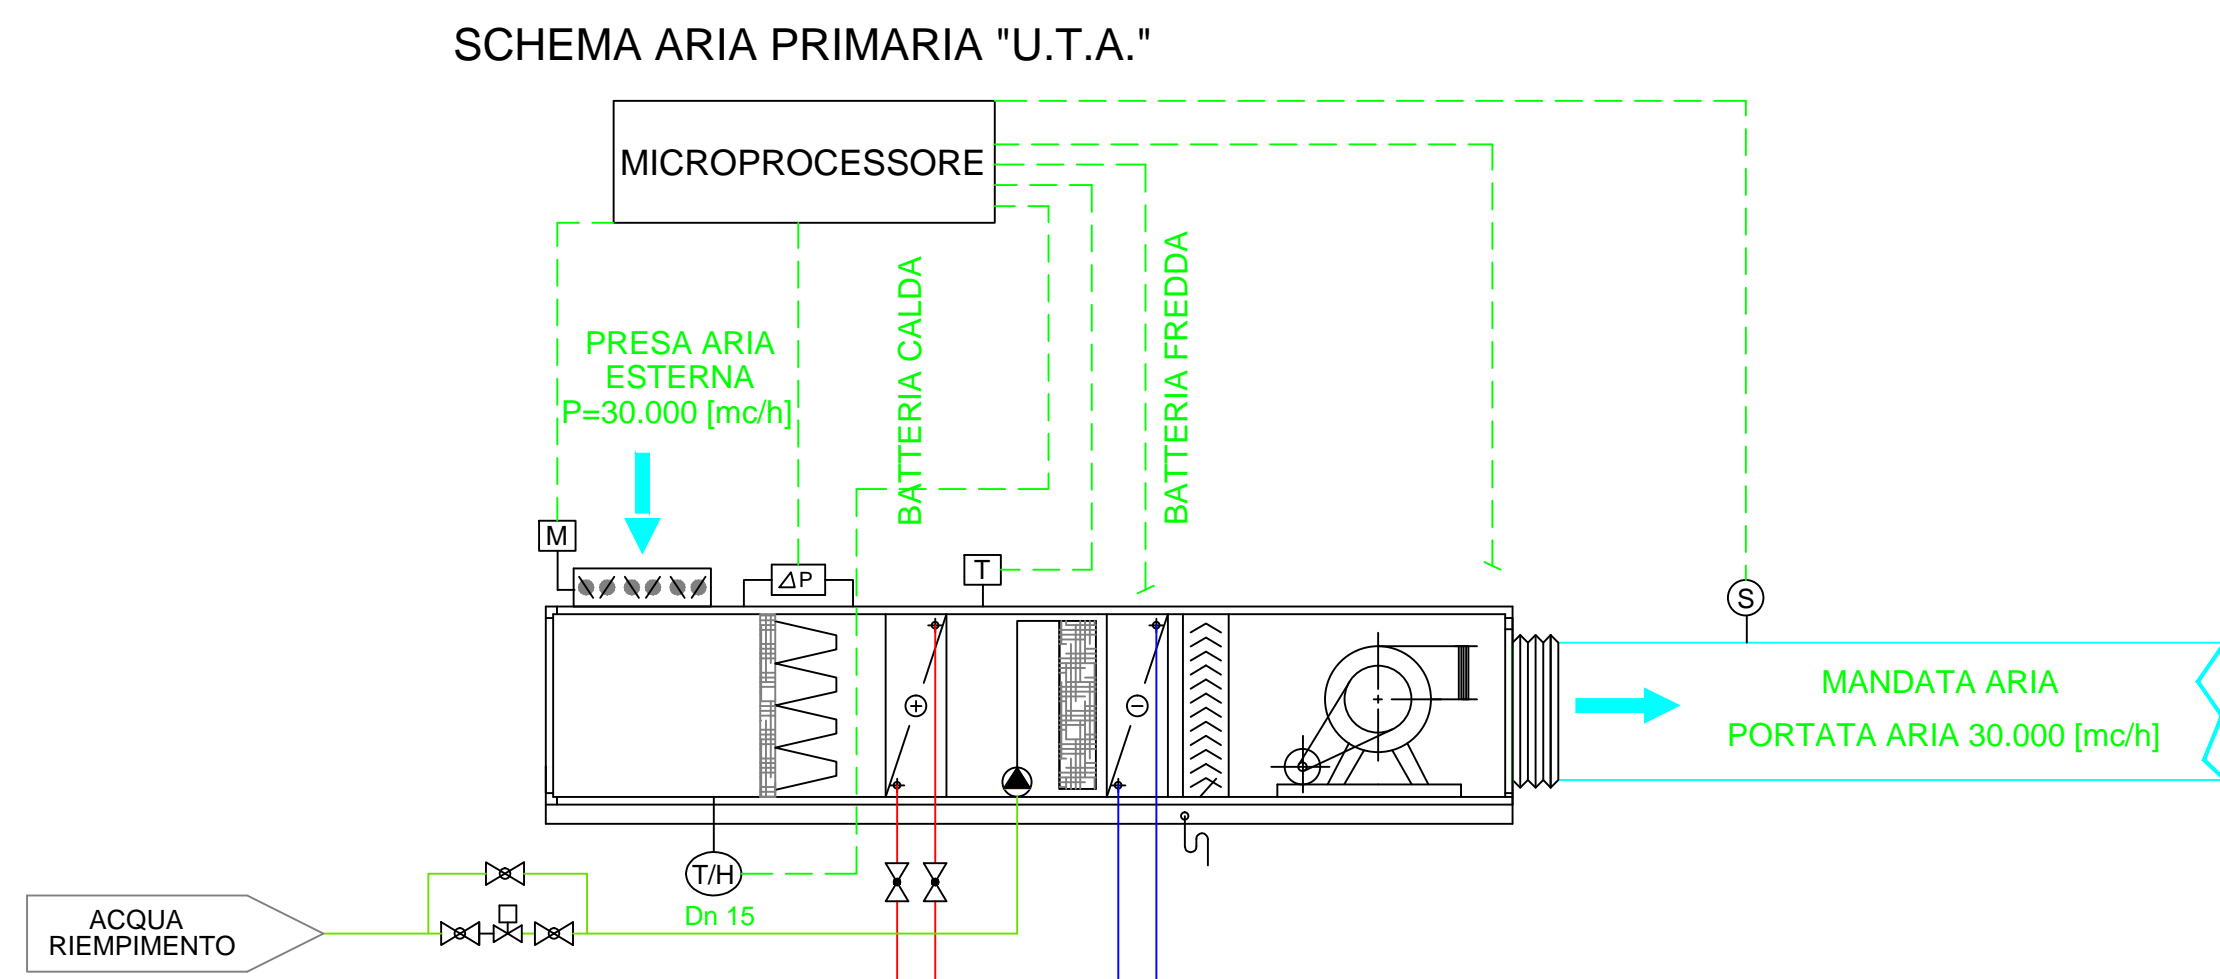 SCHEMA ARIA PRIMARIA "U.T.A."
MICROPROCESSORE
PRESA ARIA
ESTERNA
P=30.000 [mc/h]
BATTERIA CALDA
BATTERIA FREDDA
M
△P
T
S
MANDATA ARIA
PORTATA ARIA 30.000 [mc/h]
T/H
Dn 15
ACQUA
RIEMPIMENTO